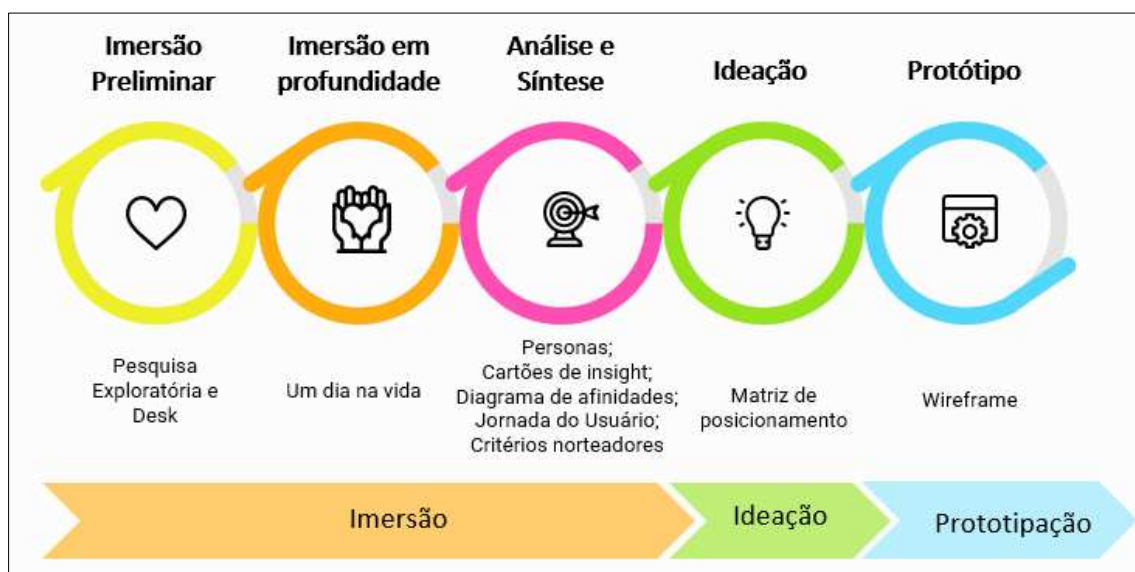 Imersão
Preliminar
Imersão em
profundidade
Análise e
Síntese
Ideação
Protótipo
Pesquisa
Exploratória e
Desk
Um dia na vida
Personas;
Cartões de insight;
Diagrama de afinidades;
Jornada do Usuário;
Critérios norteadores
Matriz de
posicionamento
Wireframe
Imersão
Ideação
Prototipação